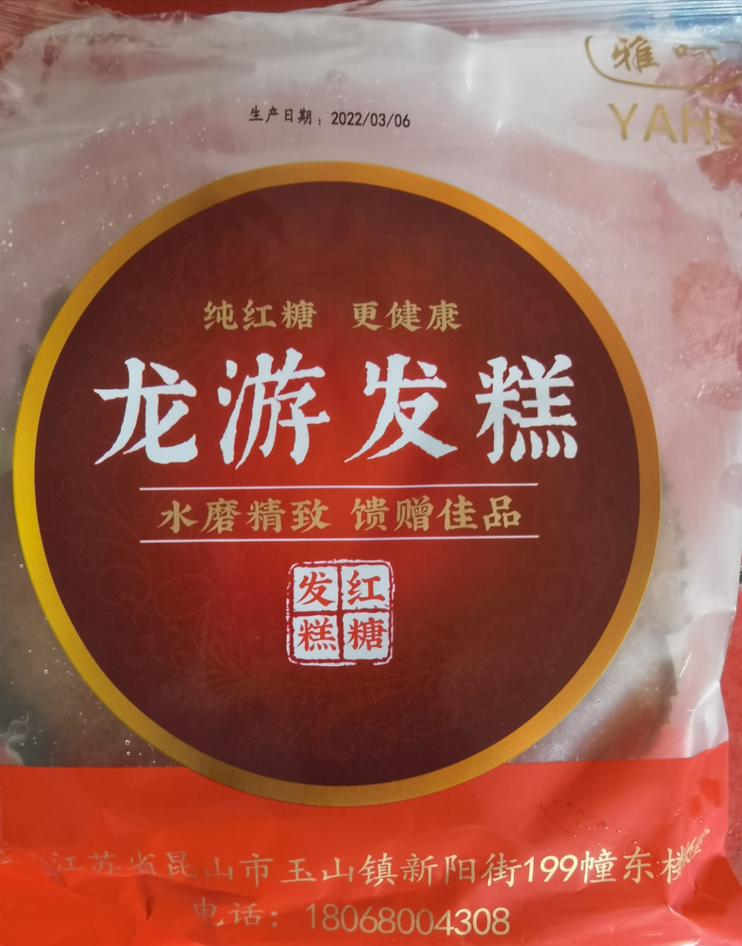 雅呵
YAHE
生产日期：2022/03/06
纯红糖 更健康
龙游发糕
水磨精致 馈赠佳品
红糖
发糕
江苏省昆山市玉山镇新阳街199幢东楼
电话：18068004308